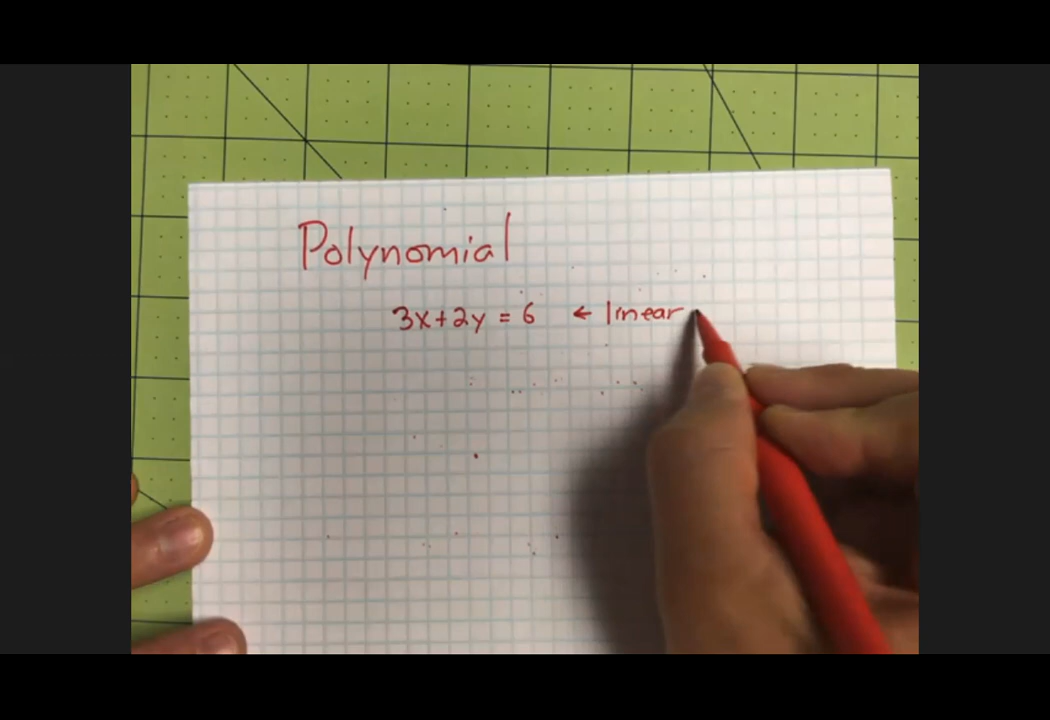 Polynomial
3x+2y = 6 ← linear